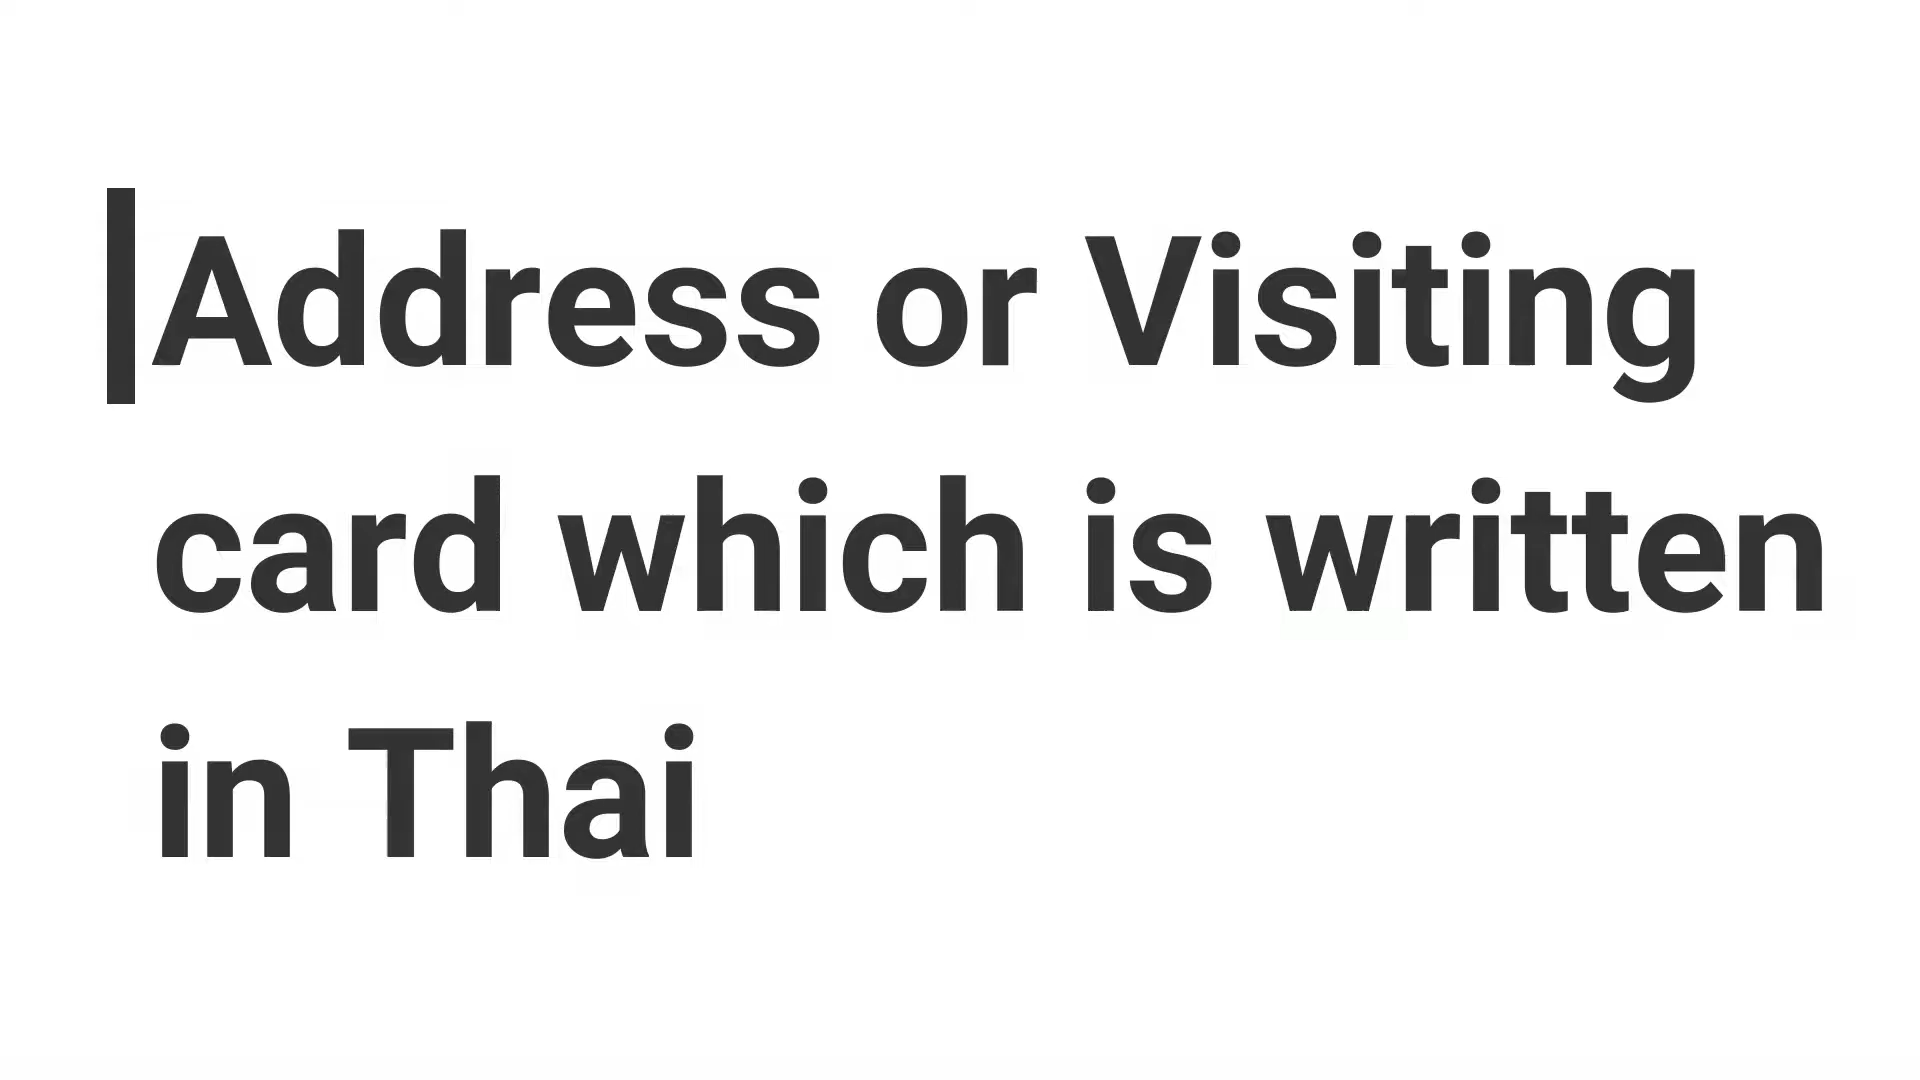 Address or Visiting
card which is written
in Thai